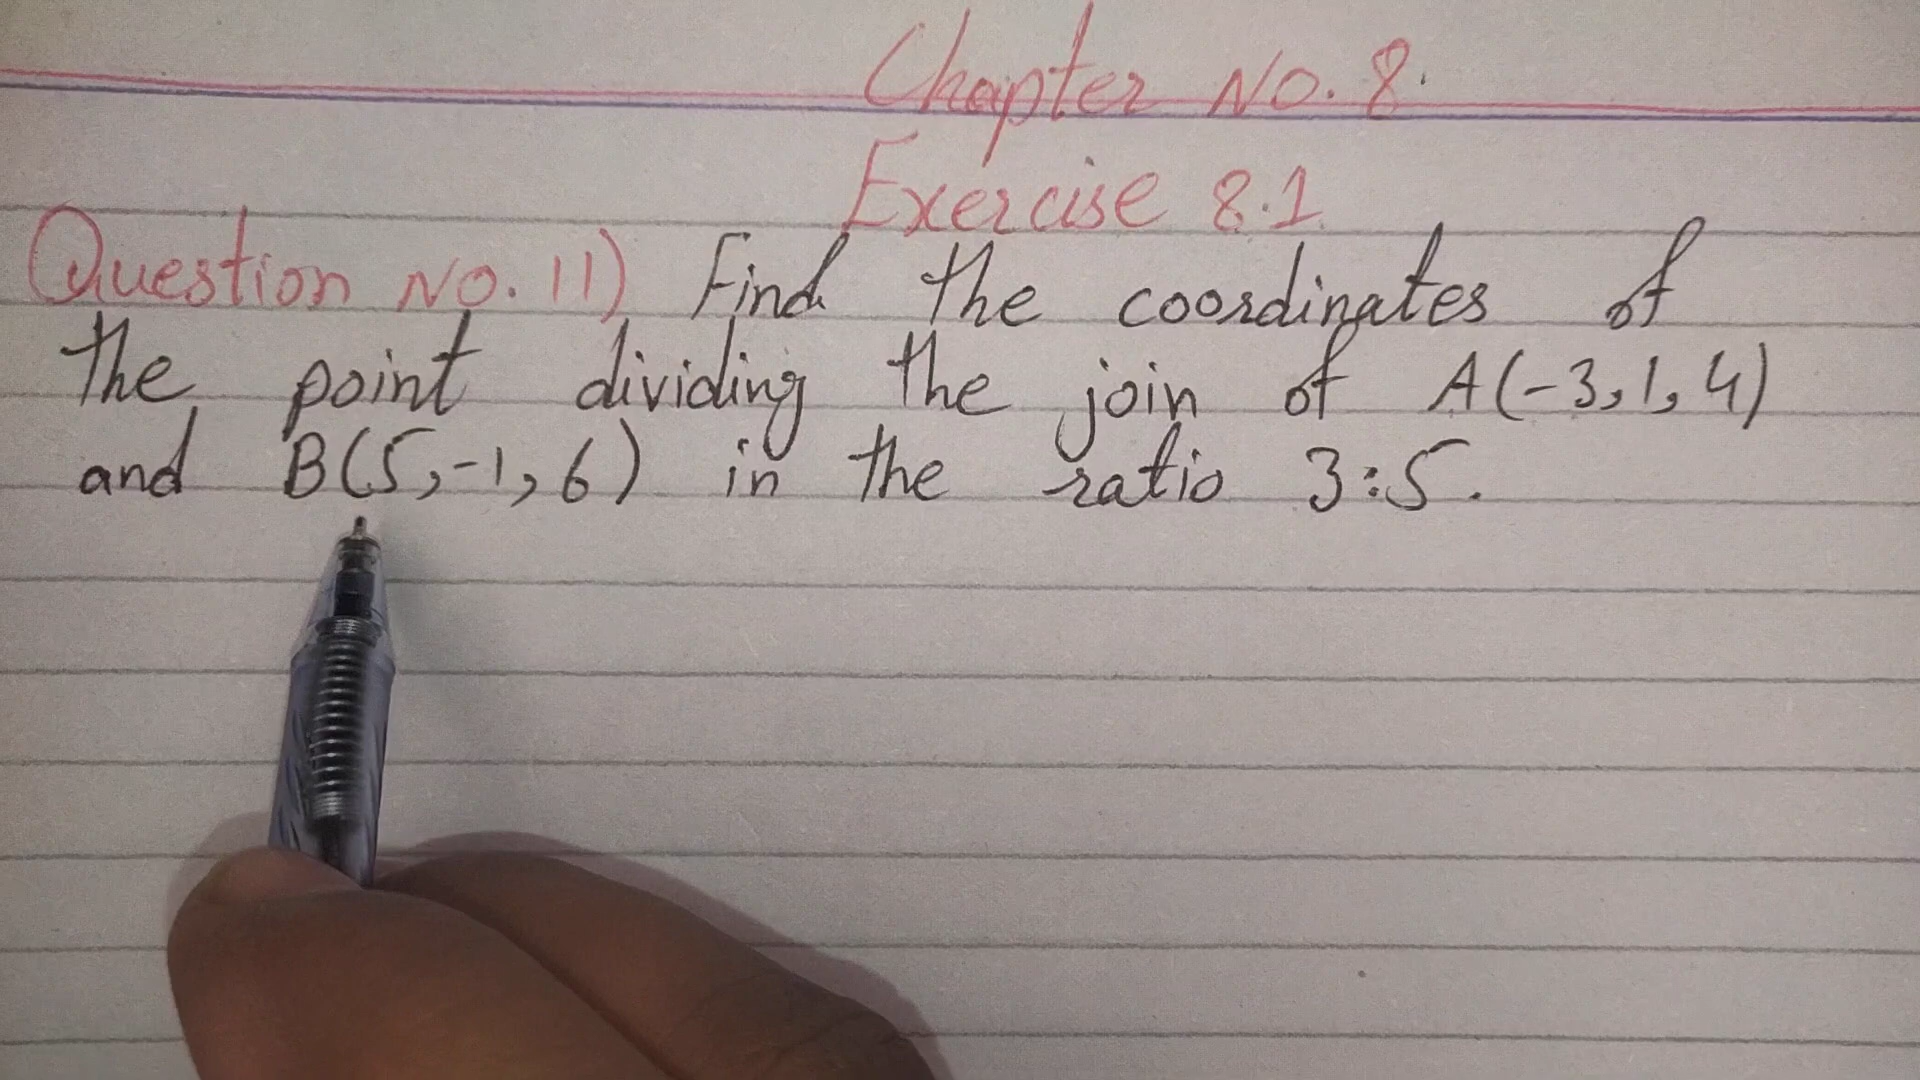 Chapter No. 8.
Exercise 8.1
Question No. 11) Find the coordinates of
the point dividing the join of A(-3,1,4)
and B(5,-1,6) in the ratio 3:5.